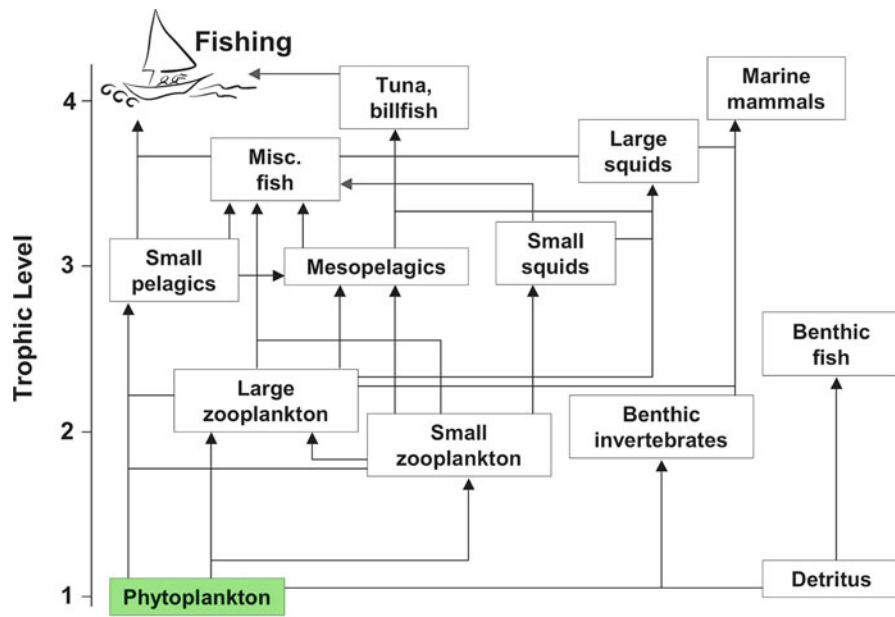 Fishing
Tuna,
billfish
Marine
mammals
4
Large
squids
Misc.
fish
Small
squids
Small
pelagics
Mesopelagics
3
Trophic Level
Benthic
fish
Large
zooplankton
Benthic
invertebrates
Small
zooplankton
2
Detritus
Phytoplankton
1